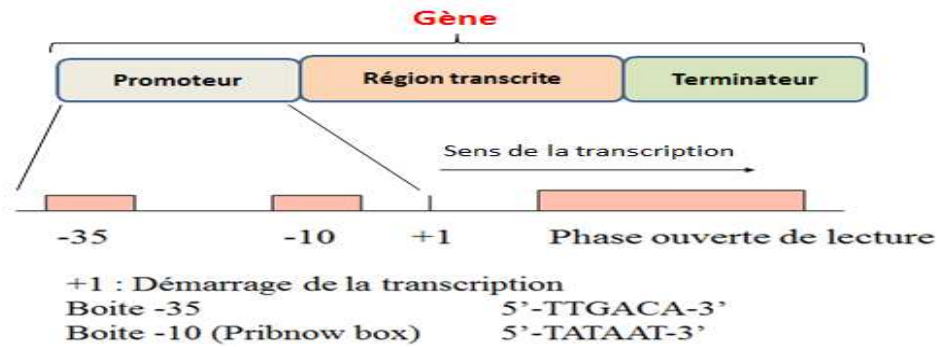 Gène
Promoteur Région transcrite Terminateur
Sens de la transcription
-35 -10 +1 Phase ouverte de lecture
+1 : Démarrage de la transcription
Boite -35 5’-TTGACA-3’
Boite -10 (Pribnow box) 5’-TATAAT-3’